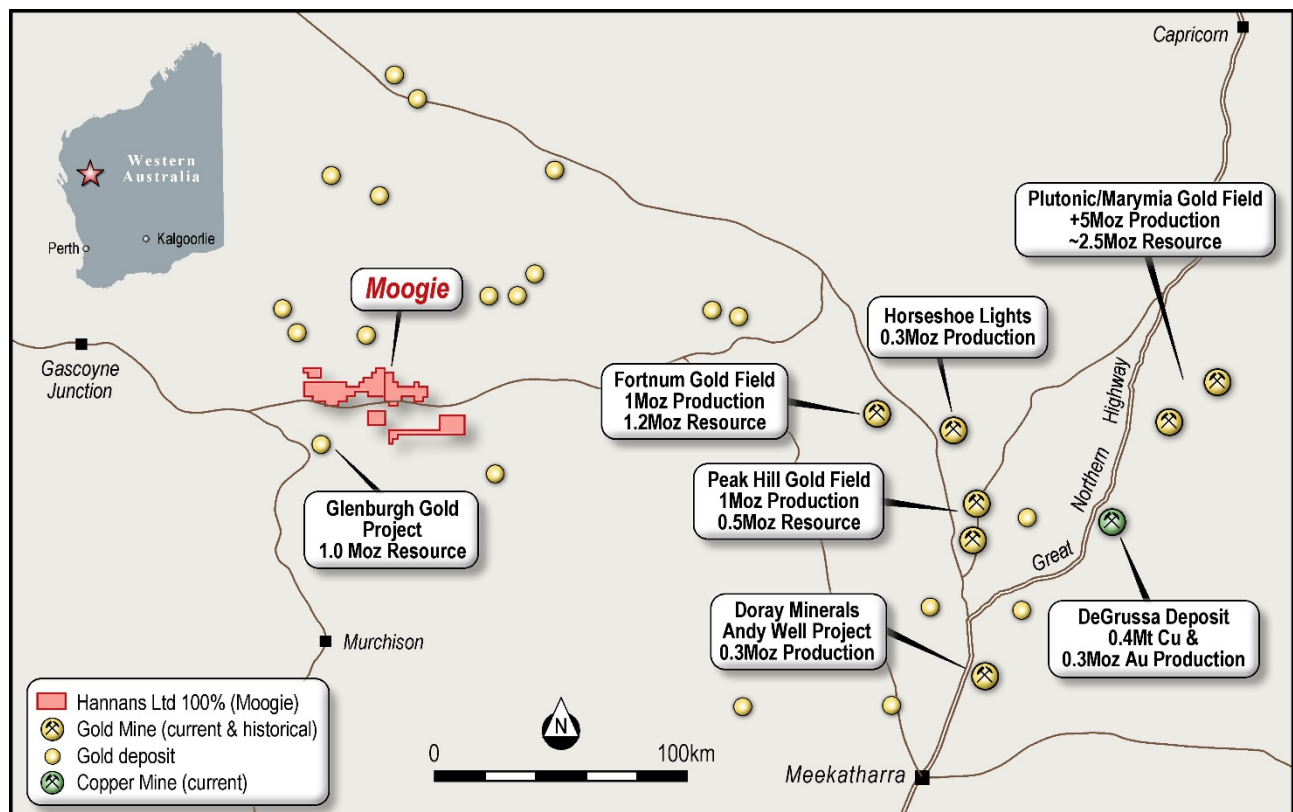 Capricorn
Western
Australia
Perth
Kalgoorlie
Plutonic/Marymia Gold Field
+5Moz Production
~2.5Moz Resource
Moogie
Horseshoe Lights
0.3Moz Production
Gascoyne
Junction
Fortnum Gold Field
1Moz Production
1.2Moz Resource
Great Northern Highway
Peak Hill Gold Field
1Moz Production
0.5Moz Resource
Glenburgh Gold
Project
1.0 Moz Resource
Doray Minerals
Andy Well Project
0.3Moz Production
DeGrussa Deposit
0.4Mt Cu &
0.3Moz Au Production
Murchison
Hannans Ltd 100% (Moogie)
Gold Mine (current & historical)
Gold deposit
Copper Mine (current)
N
0 100km
Meekatharra